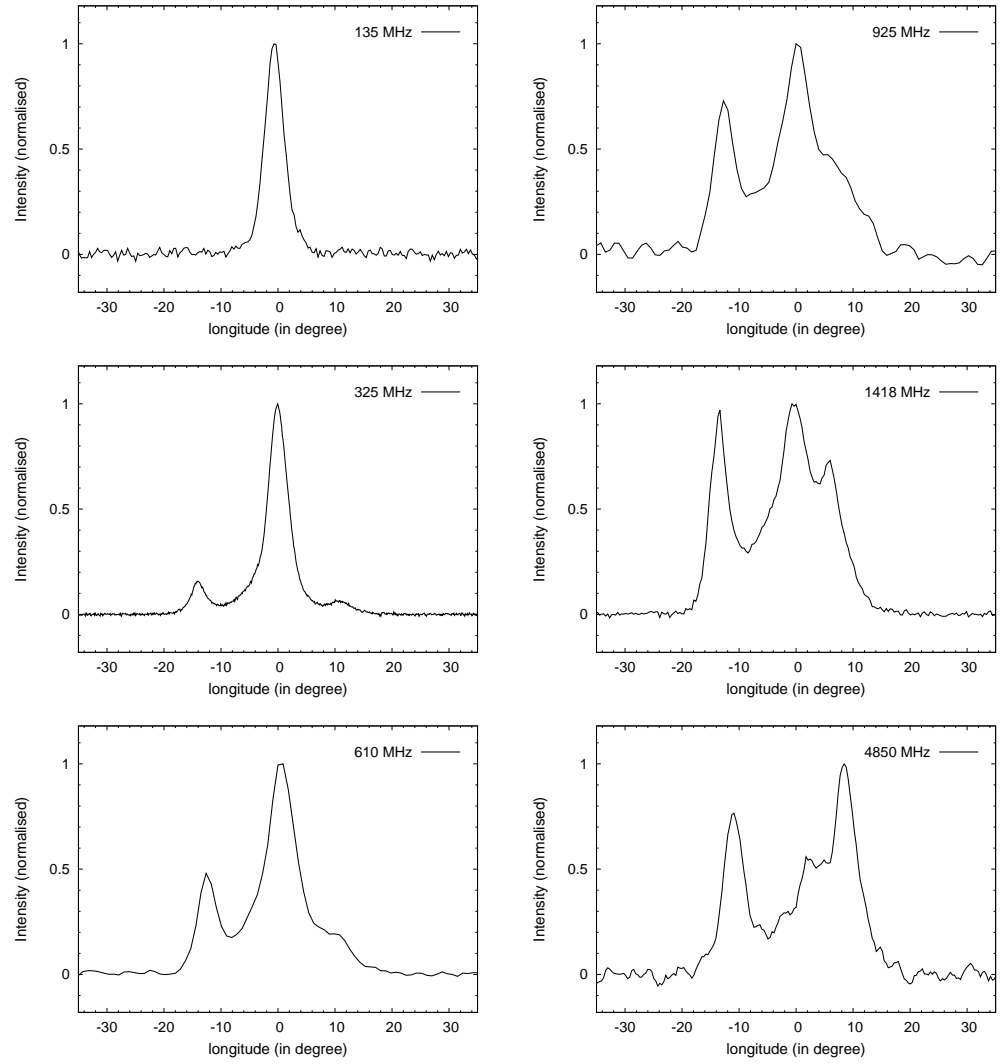 135 MHz
1
0.5
0
Intensity (normalised)
-30 -20 -10 0 10 20 30
longitude (in degree)
925 MHz
1
0.5
0
Intensity (normalised)
-30 -20 -10 0 10 20 30
longitude (in degree)
325 MHz
1
0.5
0
Intensity (normalised)
-30 -20 -10 0 10 20 30
longitude (in degree)
1418 MHz
1
0.5
0
Intensity (normalised)
-30 -20 -10 0 10 20 30
longitude (in degree)
610 MHz
1
0.5
0
Intensity (normalised)
-30 -20 -10 0 10 20 30
longitude (in degree)
4850 MHz
1
0.5
0
Intensity (normalised)
-30 -20 -10 0 10 20 30
longitude (in degree)